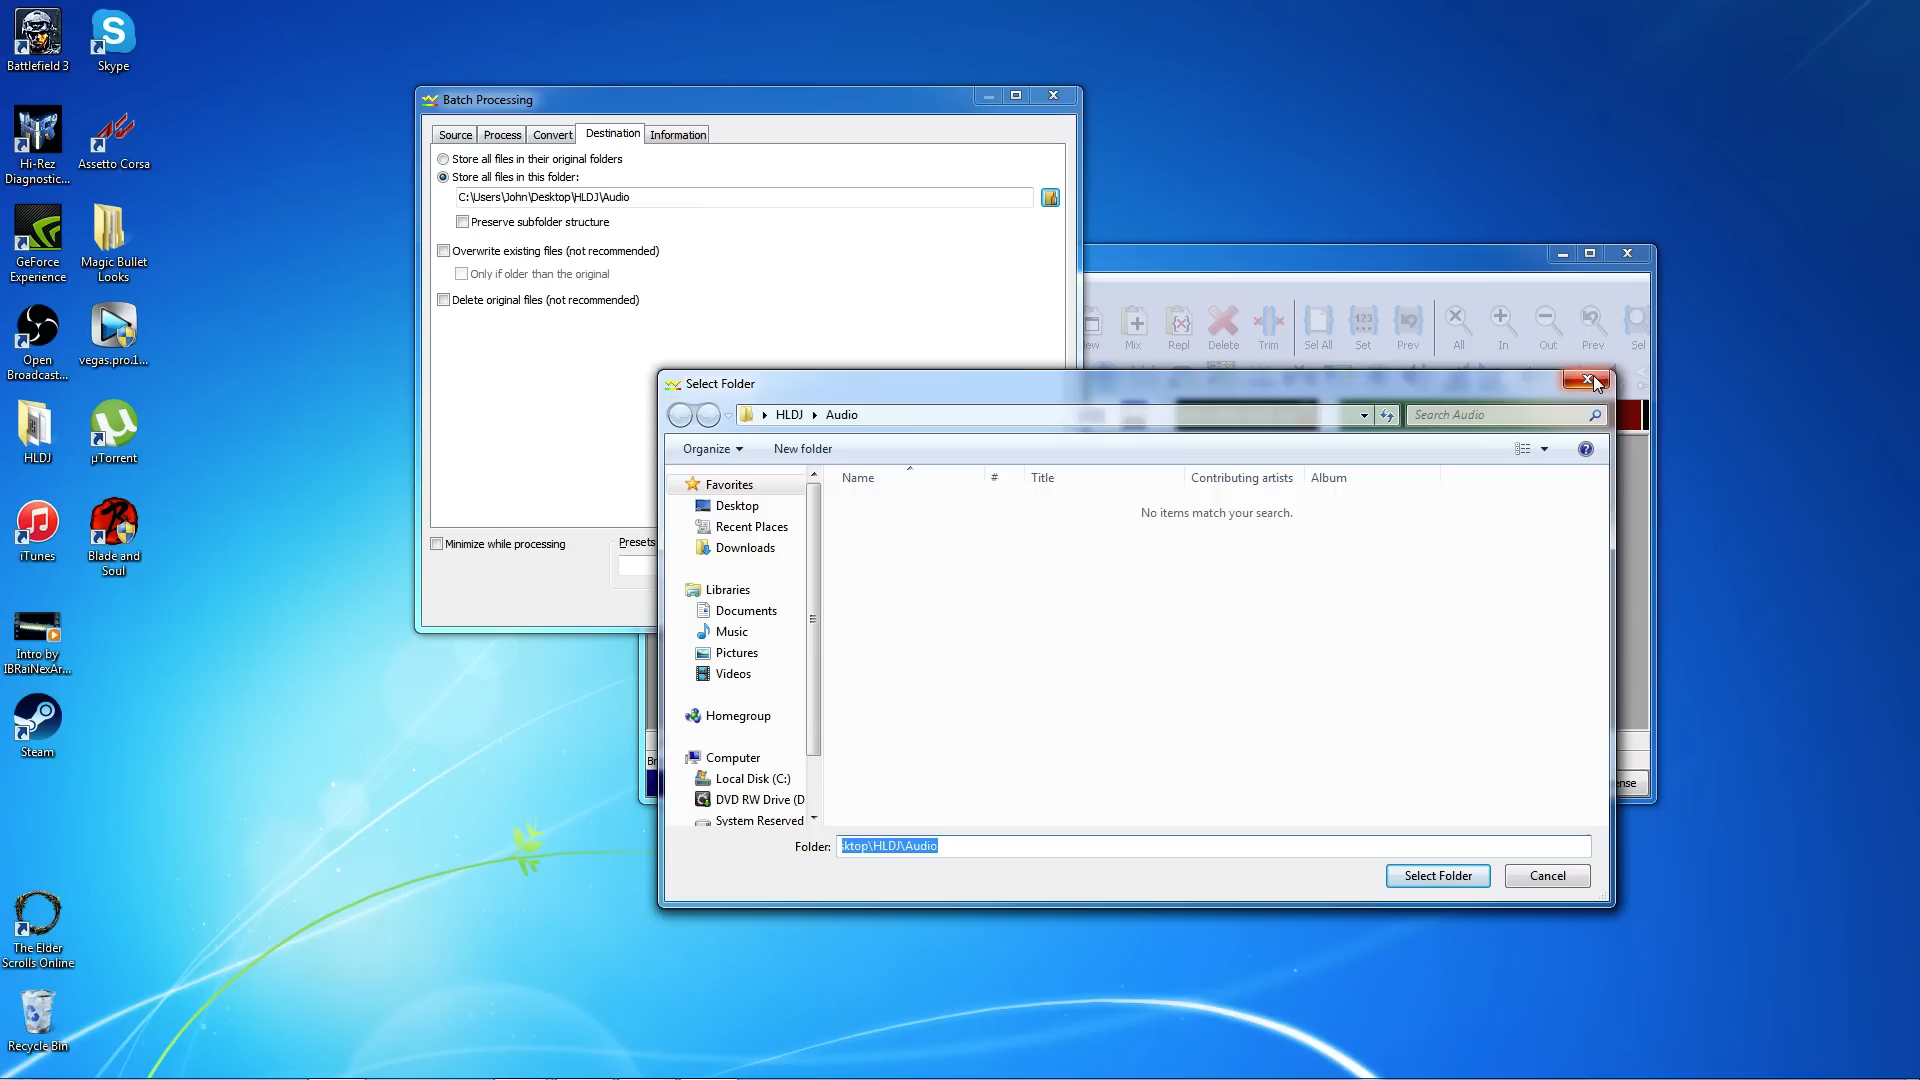 Battlefield 3
Skype
Hi-Rez
Diagnostic...
Assetto Corsa
GeForce
Experience
Magic Bullet
Looks
Open
Broadcast...
vegas.pro.1...
HLDJ
µTorrent
iTunes
Blade and
Soul
Intro by
IBRaiNexAr...
Steam
The Elder
Scrolls Online
Recycle Bin
Batch Processing
Source Process Convert Destination Information
Store all files in their original folders
Store all files in this folder:
C:\Users\John\Desktop\HLDJ\Audio
Preserve subfolder structure
Overwrite existing files (not recommended)
Only if older than the original
Delete original files (not recommended)
Minimize while processing
Presets
Mix Repl Delete Trim Sel All Set Prev All In Out Prev Sel
123
Select Folder
HLDJ Audio
Search Audio
Organize New folder
Name # Title Contributing artists Album
No items match your search.
Favorites
Desktop
Recent Places
Downloads
Libraries
Documents
Music
Pictures
Videos
Homegroup
Computer
Local Disk (C:)
DVD RW Drive (D
System Reserved
Folder: sktop\HLDJ\Audio
Select Folder Cancel